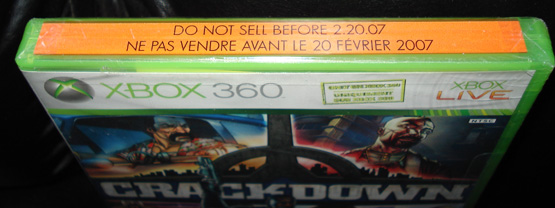 DO NOT SELL BEFORE 2.20.07
NE PAS VENDRE AVANT LE 20 FÉVRIER 2007
XBOX 360
XBOX
LIVE
NTSC
CRACKDOWN